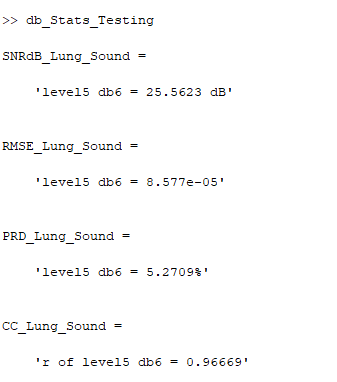 >> db_Stats_Testing
SNRdB_Lung_Sound =
'level5 db6 = 25.5623 dB'
RMSE_Lung_Sound =
'level5 db6 = 8.577e-05'
PRD_Lung_Sound =
'level5 db6 = 5.2709%'
CC_Lung_Sound =
'r of level5 db6 = 0.96669'